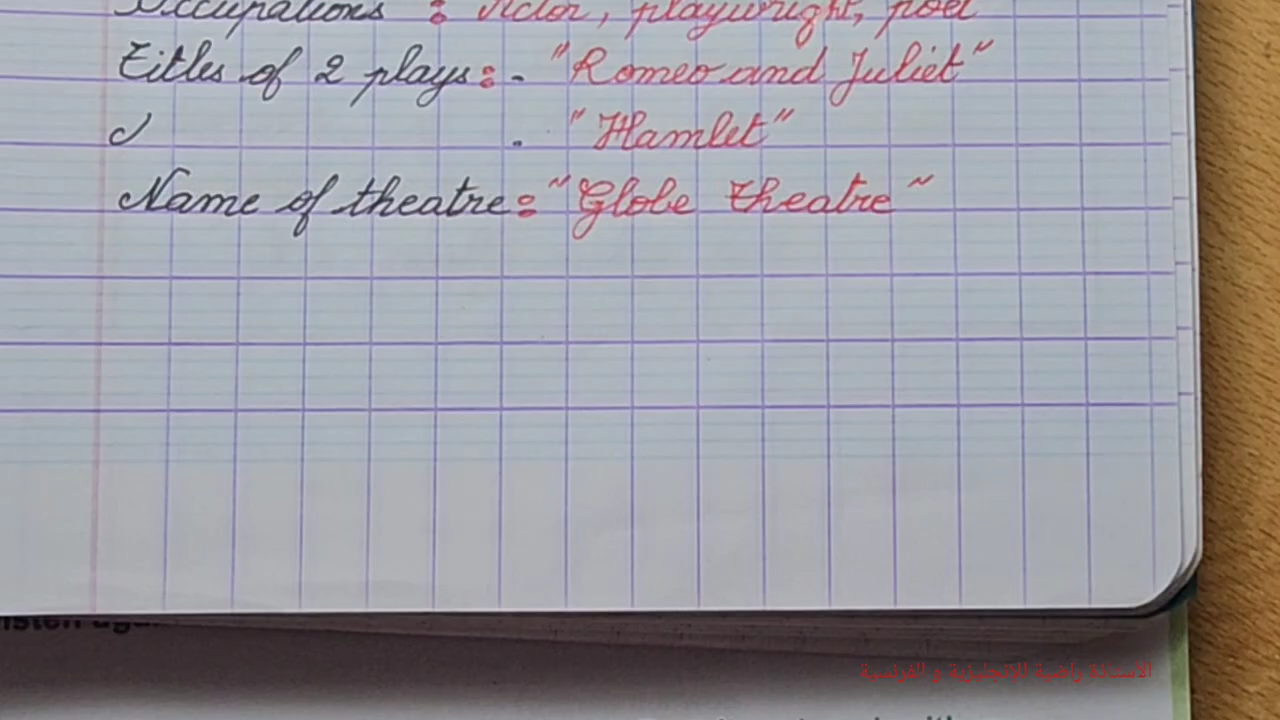 Occupations : Actor, playwright, poet
Titles of 2 plays: - "Romeo and Juliet"
- "Hamlet"
Name of theatre: "Globe theatre"
الأستاذة راضية للإنجليزية و الفرنسية